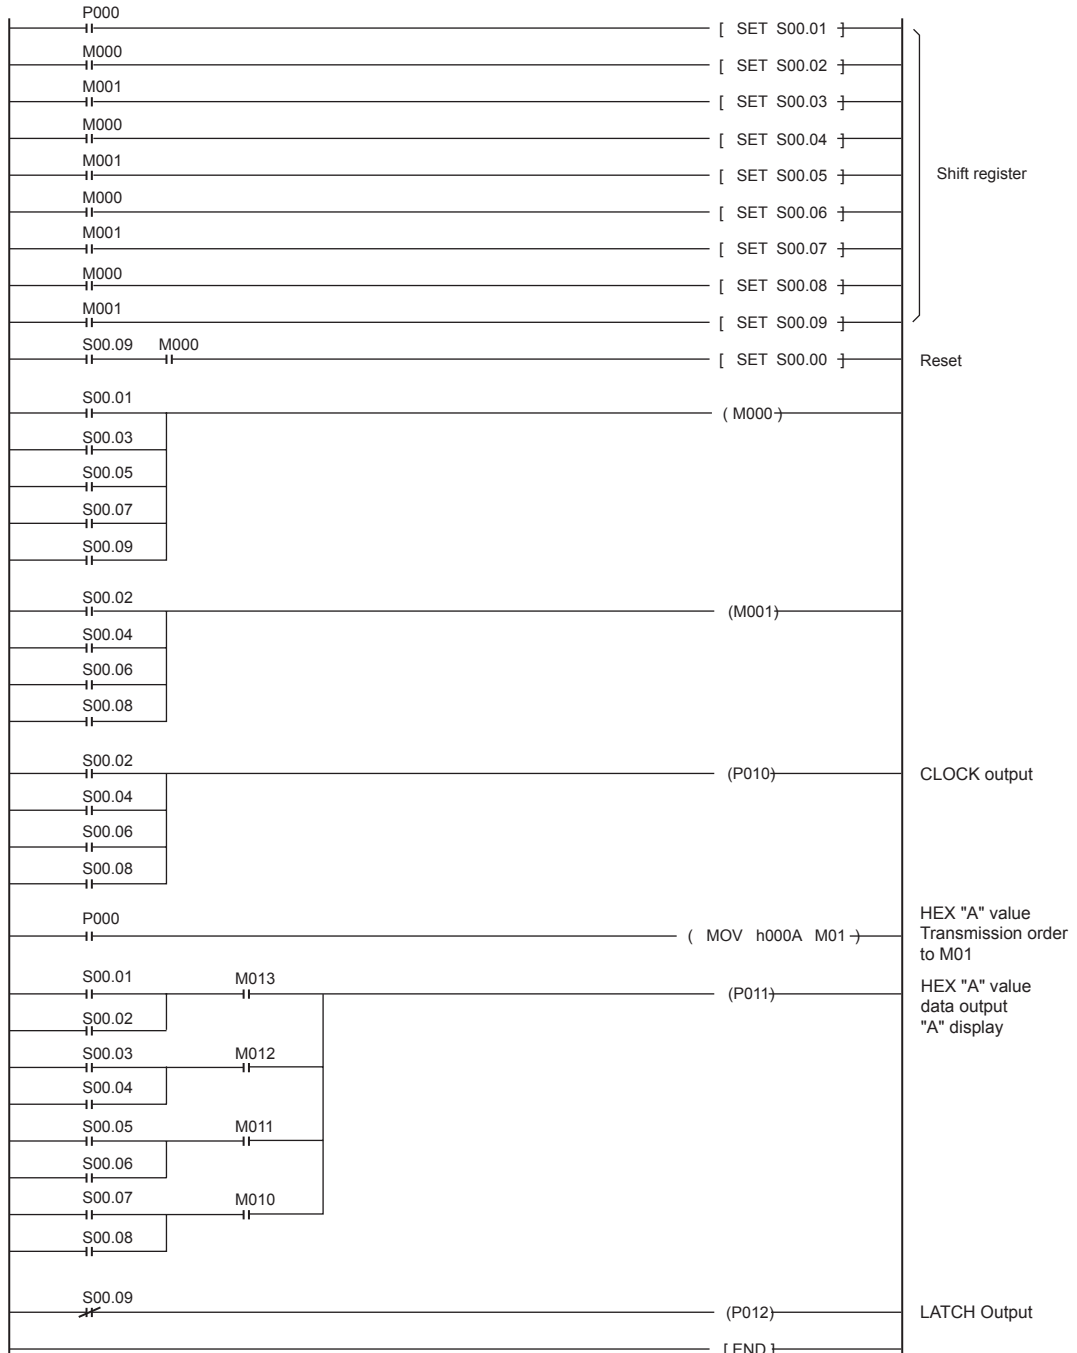 P000
[ SET S00.01 ]
M000
[ SET S00.02 ]
M001
[ SET S00.03 ]
M000
[ SET S00.04 ]
M001
[ SET S00.05 ]
Shift register
M000
[ SET S00.06 ]
M001
[ SET S00.07 ]
M000
[ SET S00.08 ]
M001
[ SET S00.09 ]
S00.09 M000
[ SET S00.00 ]
Reset
S00.01
( M000 )
S00.03
S00.05
S00.07
S00.09
S00.02
(M001)
S00.04
S00.06
S00.08
S00.02
(P010)
CLOCK output
S00.04
S00.06
S00.08
P000
( MOV h000A M01 )
HEX "A" value
Transmission order
to M01
S00.01 M013
(P011)
HEX "A" value
data output
"A" display
S00.02
S00.03 M012
S00.04
S00.05 M011
S00.06
S00.07 M010
S00.08
S00.09
(P012)
LATCH Output
[ END ]